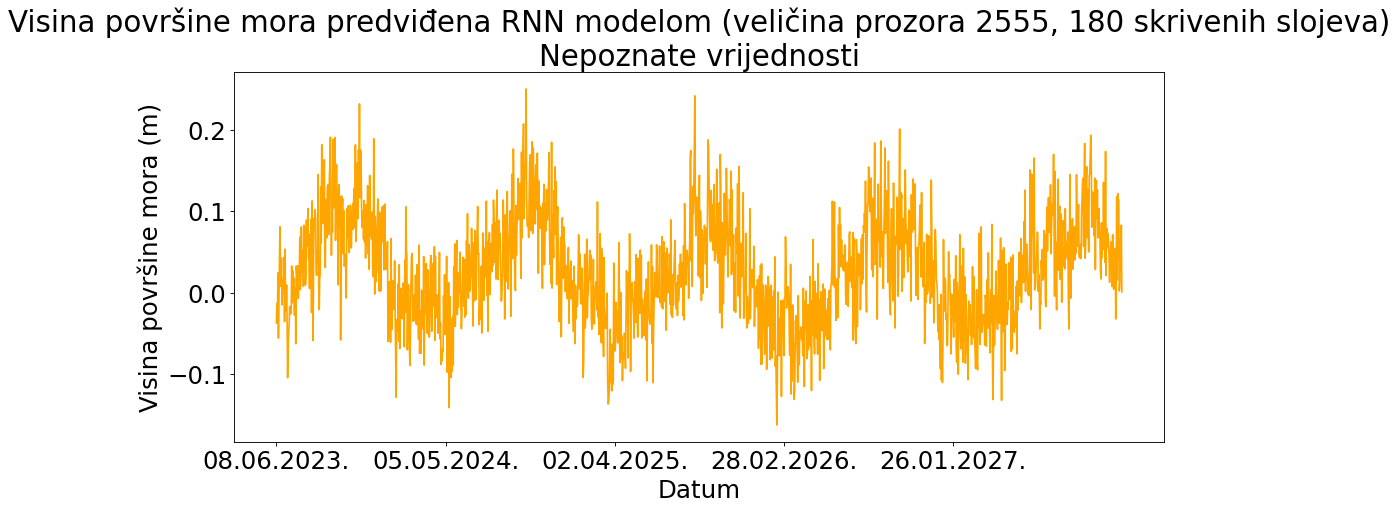 Visina površine mora predviđena RNN modelom (veličina prozora 2555, 180 skrivenih slojeva)
Nepoznate vrijednosti
Visina površine mora (m)
0.2
0.1
0.0
−0.1
08.06.2023. 05.05.2024. 02.04.2025. 28.02.2026. 26.01.2027.
Datum